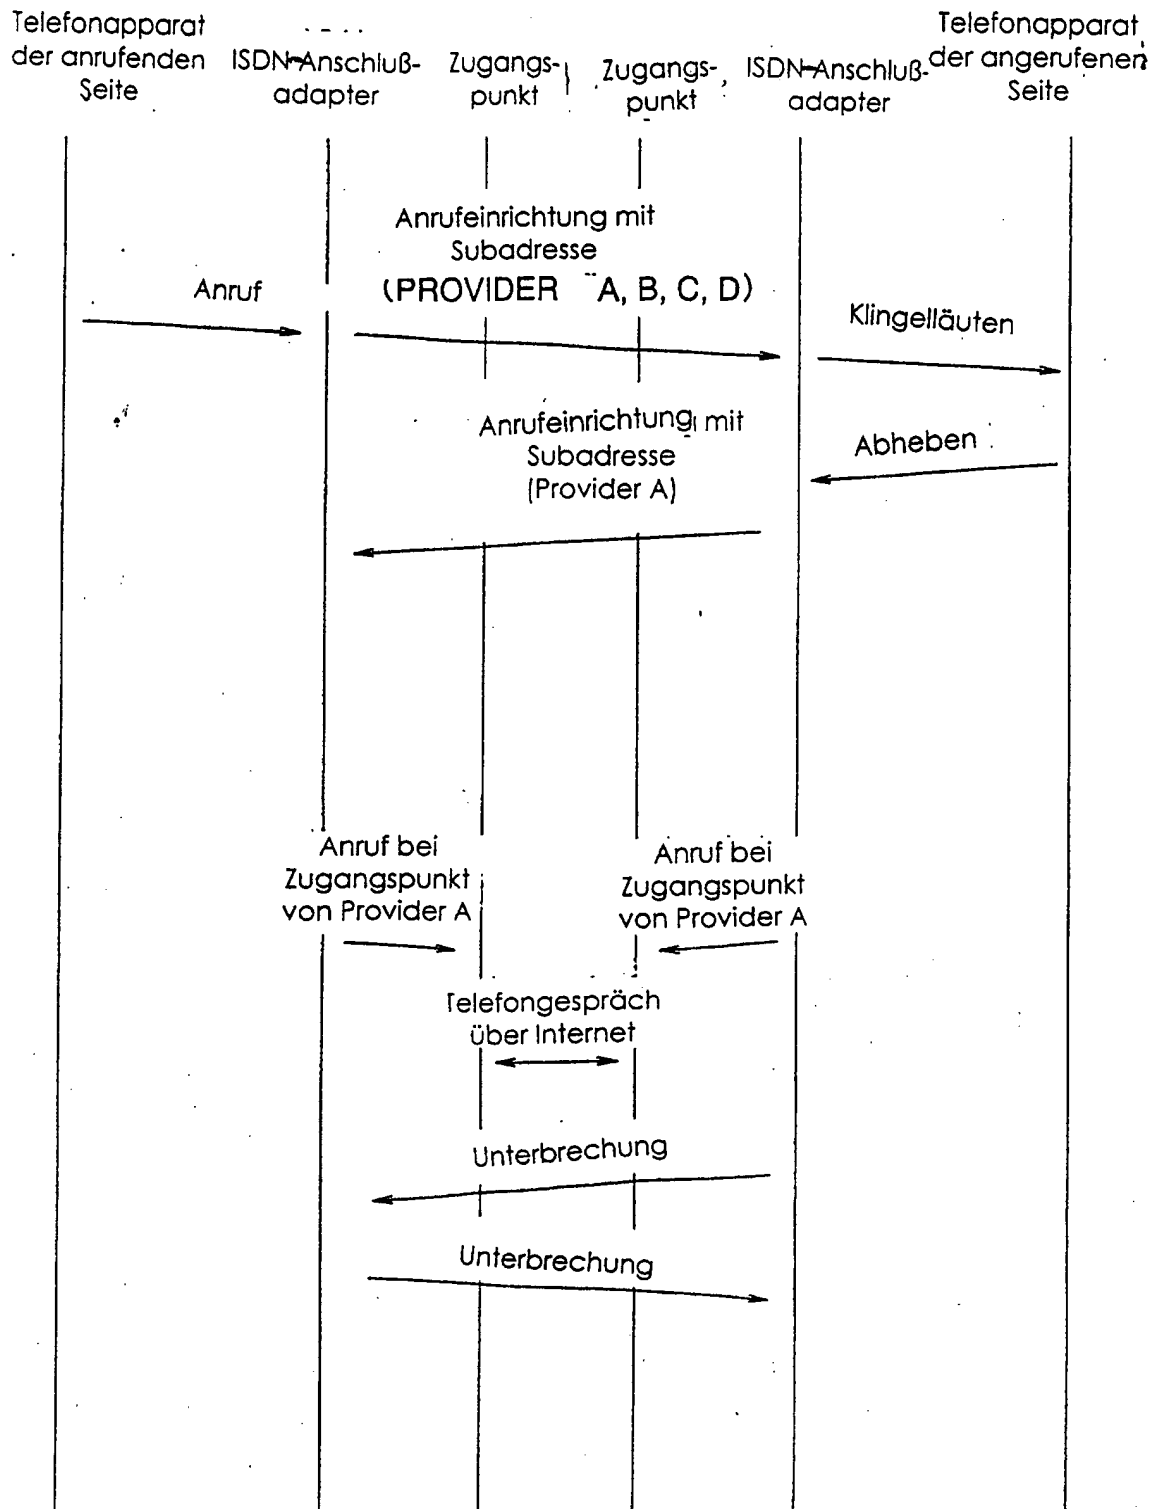 Telefonapparat
der anrufenden
Seite
ISDN-Anschluß-
adapter
Zugangs-
punkt
Zugangs-
punkt
ISDN-Anschluß-
adapter
Telefonapparat
der angerufenen
Seite
Anrufeinrichtung mit
Subadresse
(PROVIDER A, B, C, D)
Anruf
Klingelläuten
Anrufeinrichtung mit
Subadresse
(Provider A)
Abheben
Anruf bei
Zugangspunkt
von Provider A
Anruf bei
Zugangspunkt
von Provider A
Telefongespräch
über Internet
Unterbrechung
Unterbrechung